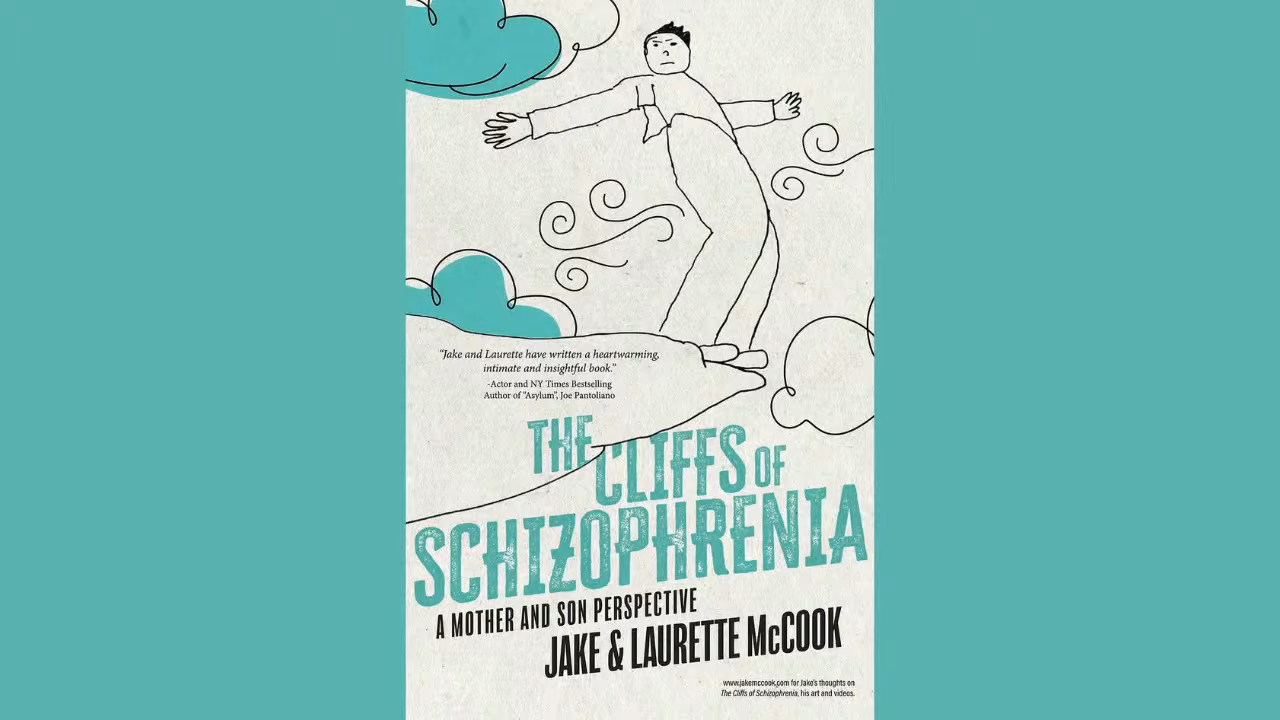 “Jake and Laurette have written a heartwarming,
intimate and insightful book.”
-Actor and NY Times Bestselling
Author of “Asylum”, Joe Pantoliano
THE CLIFFS OF
SCHIZOPHRENIA
A MOTHER AND SON PERSPECTIVE
JAKE & LAURETTE McCOOK
www.jakemccook.com for Jake’s thoughts on
The Cliffs of Schizophrenia, his art and videos.